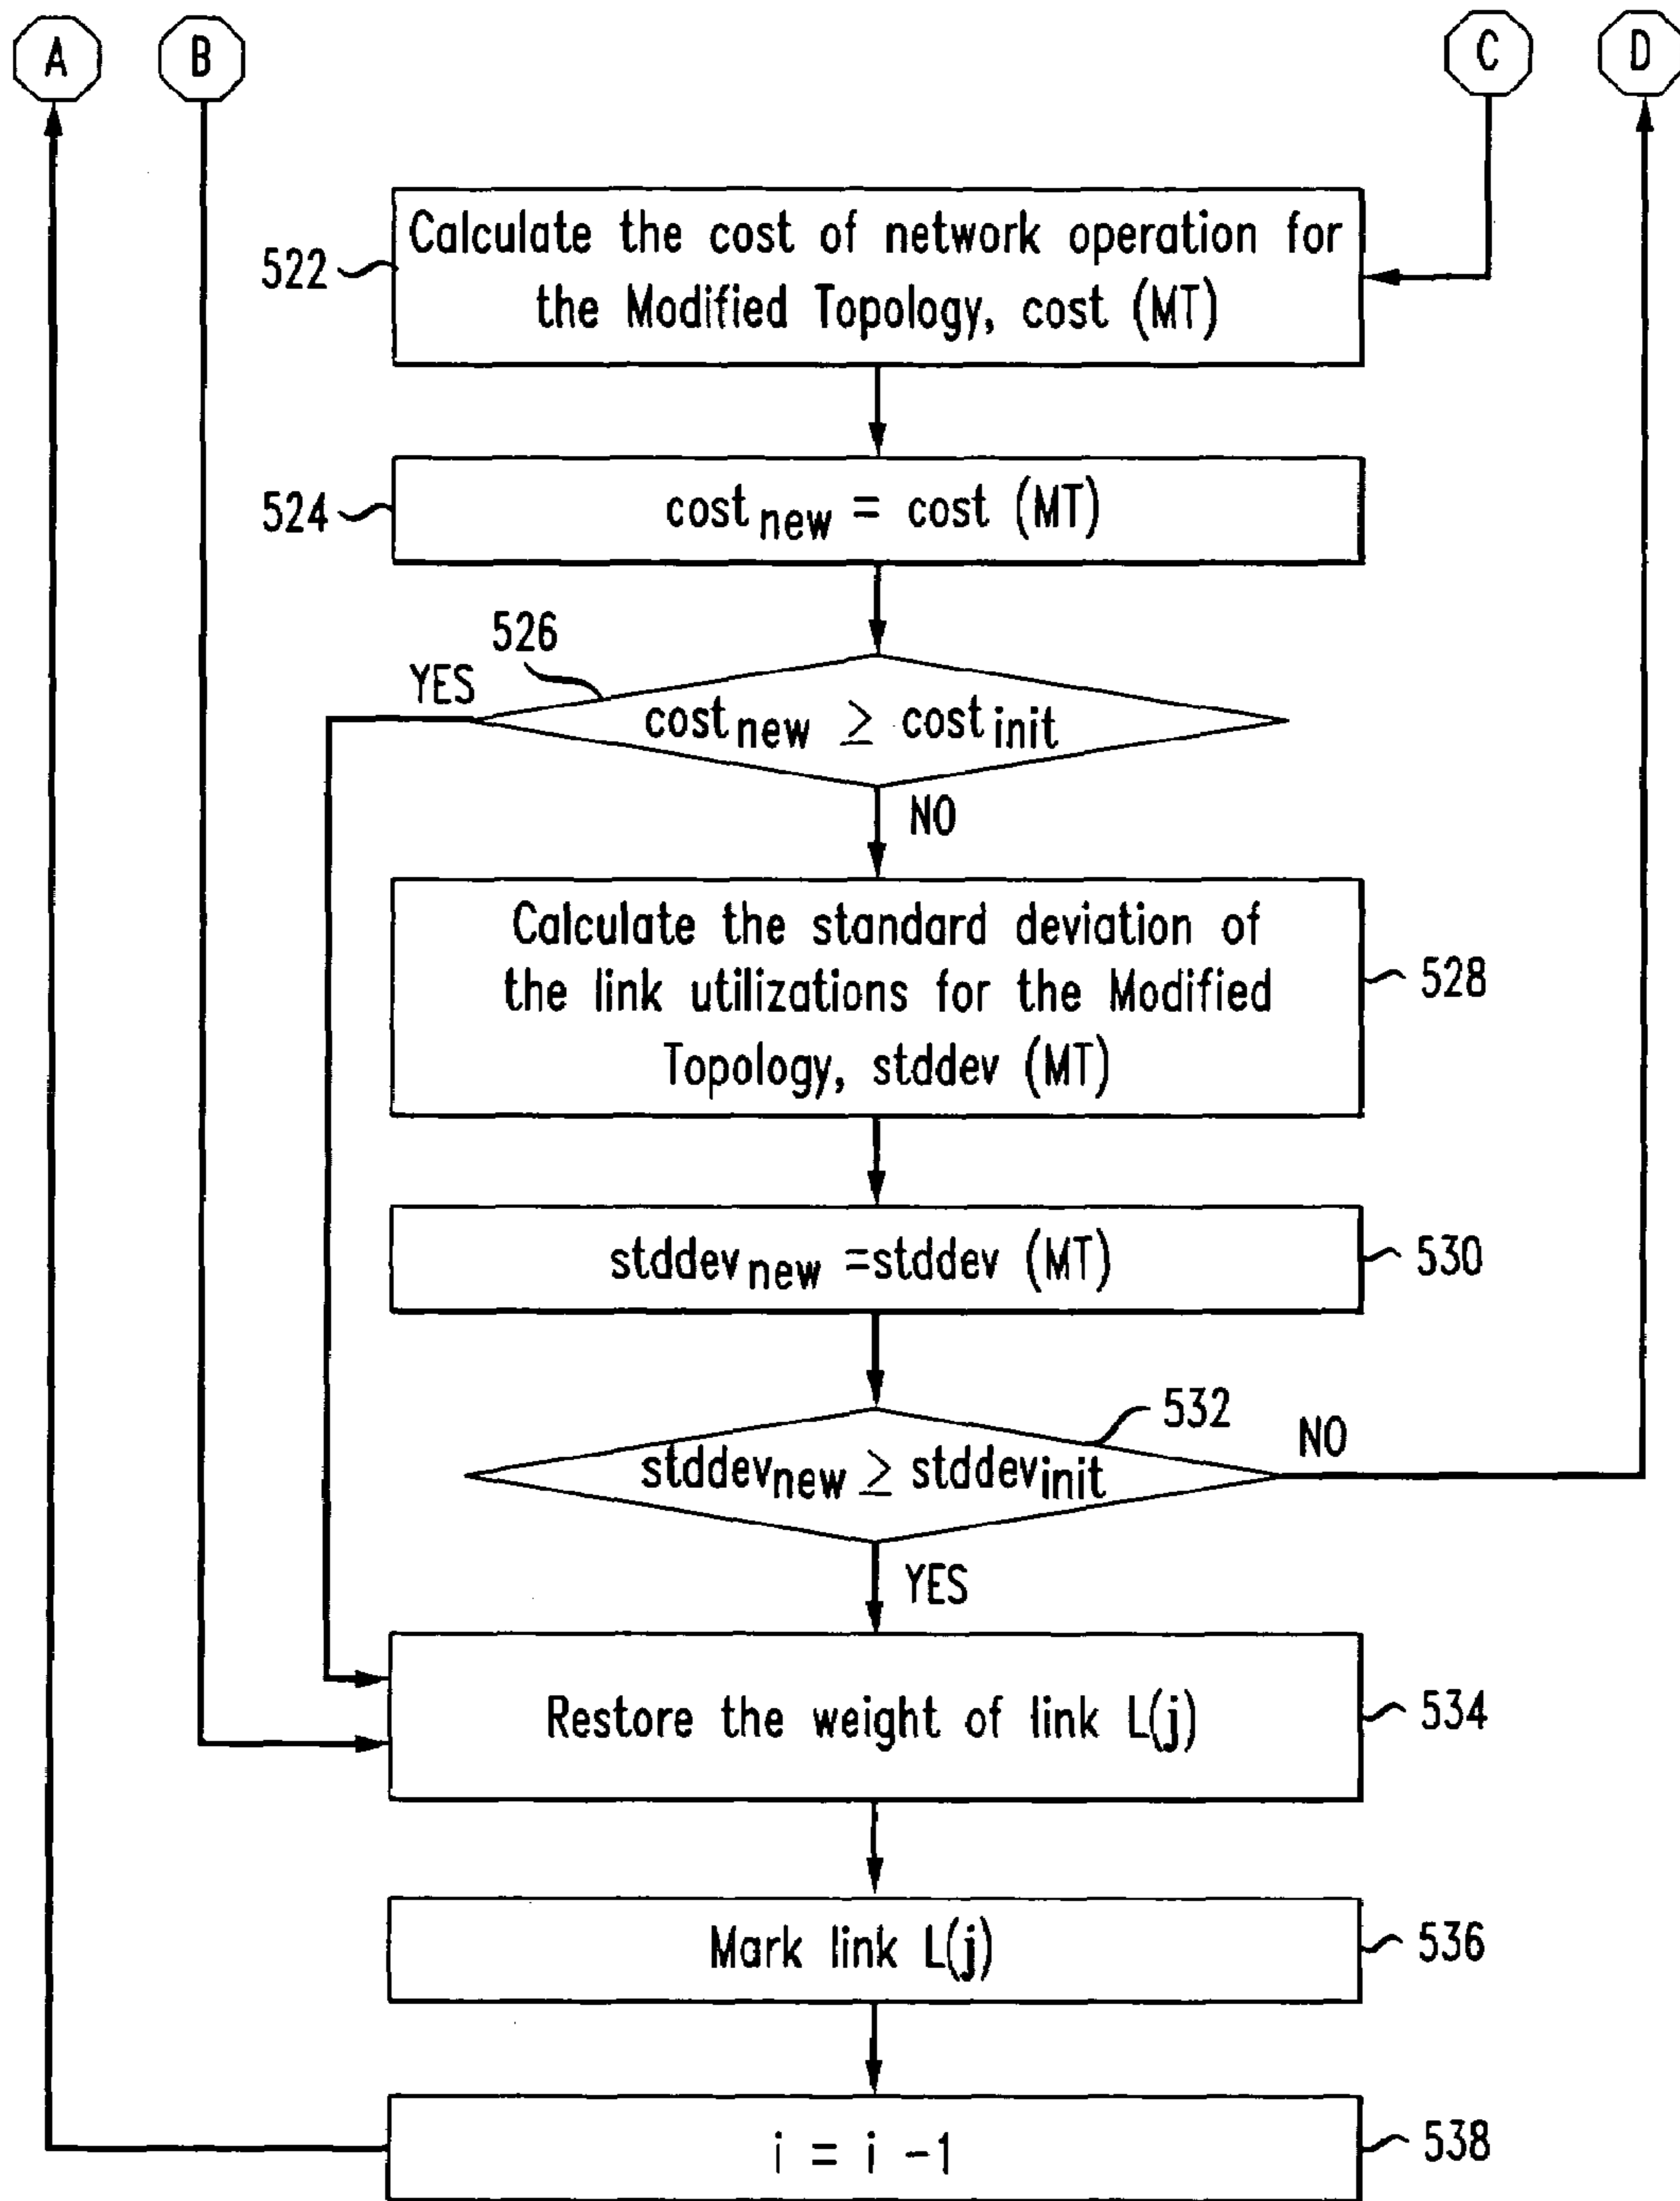 A B C D
522
Calculate the cost of network operation for
the Modified Topology, cost (MT)
524
cost new = cost (MT)
526
YES
cost new ≥ cost init
NO
Calculate the standard deviation of
the link utilizations for the Modified
Topology, stddev (MT)
528
stddev new =stddev (MT)
530
532
NO
stddev new ≥ stddev init
YES
Restore the weight of link L(j)
534
Mark link L(j)
536
i = i -1
538